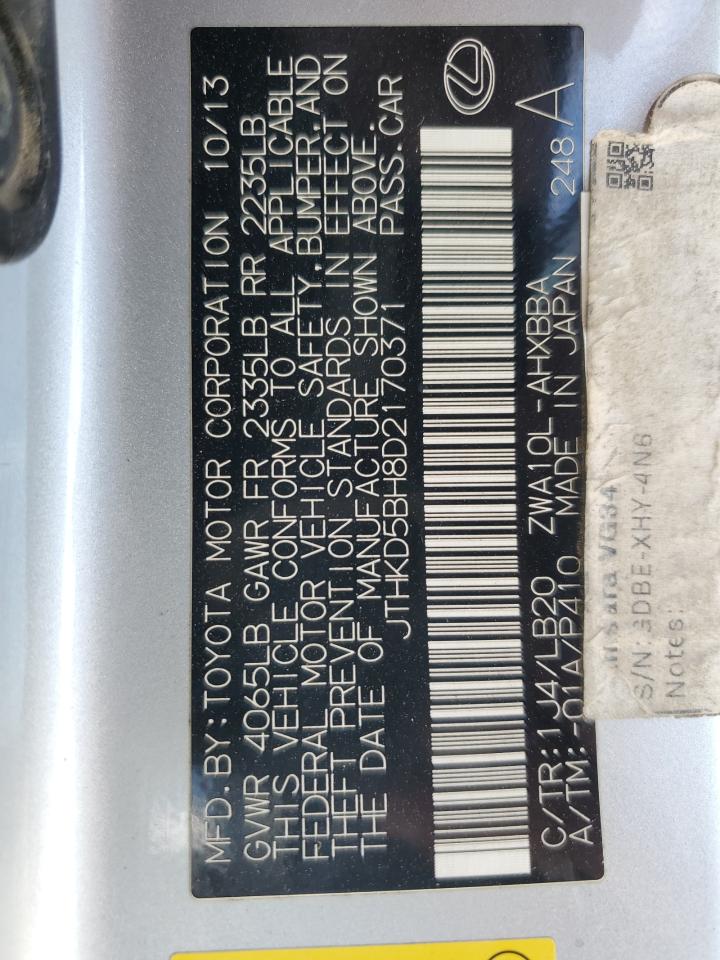 MFD. BY: TOYOTA MOTOR CORPORATION 10/13
GVWR 4065LB GAWR FR 2335LB RR 2235LB
THIS VEHICLE CONFORMS TO ALL APPLICABLE
FEDERAL MOTOR VEHICLE SAFETY, BUMPER, AND
THEFT PREVENTION STANDARDS IN EFFECT ON
THE DATE OF MANUFACTURE SHOWN ABOVE.
JTHKD5BH8D2170371 PASS. CAR
C/TR: 1J4/LB20 ZWA10L-AHXBBA
A/TM: -01A/P410 MADE IN JAPAN 248 A
VG34
S/N: 3DBE-XHY-4N6
Notes: